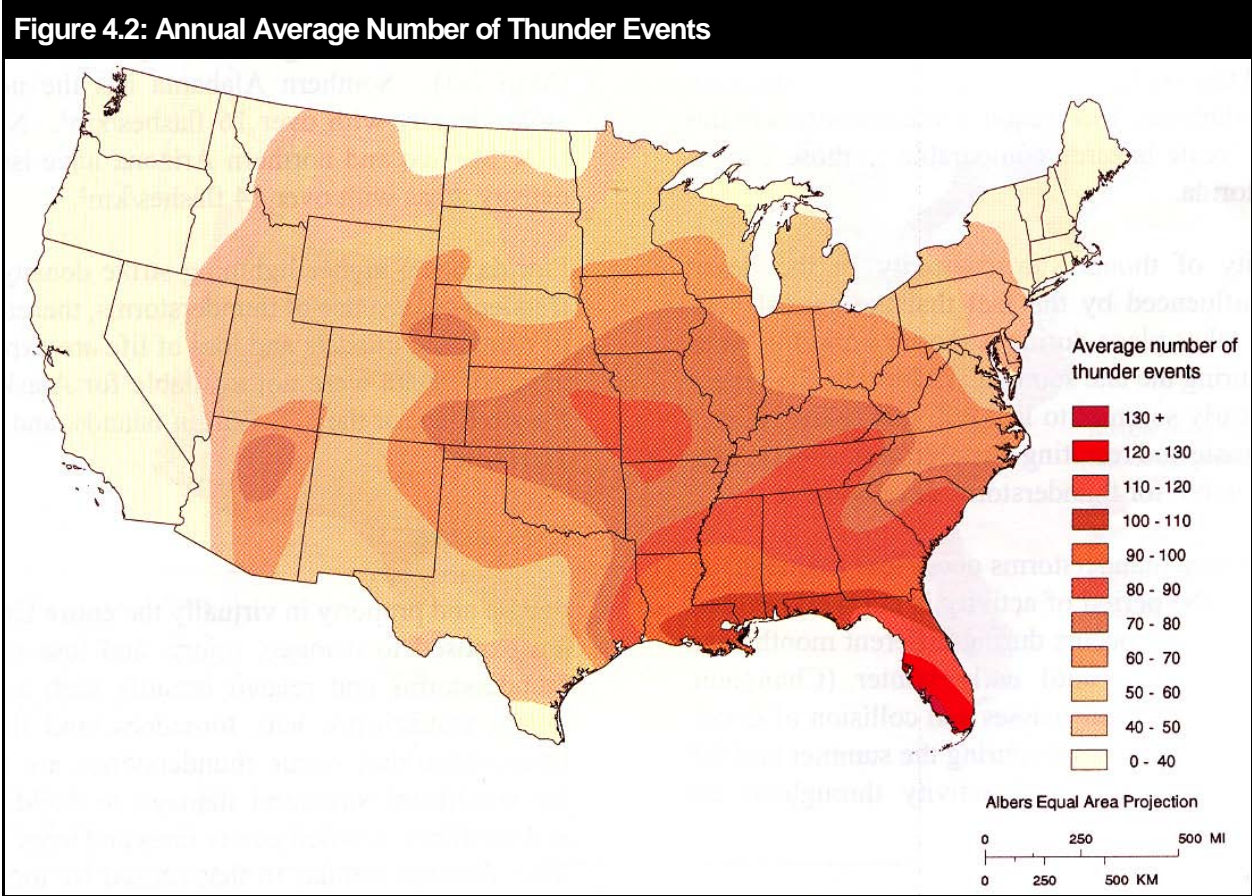 Figure 4.2: Annual Average Number of Thunder Events
Average number of
thunder events
130 +
120 - 130
110 - 120
100 - 110
90 - 100
80 - 90
70 - 80
60 - 70
50 - 60
40 - 50
0 - 40
Albers Equal Area Projection
0 250 500 MI
0 250 500 KM